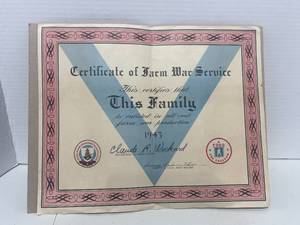 Certificate of Farm War Service
This certifies that
This Family
is enlisted in all-out
farm war production
1943
Claude R. Wickard